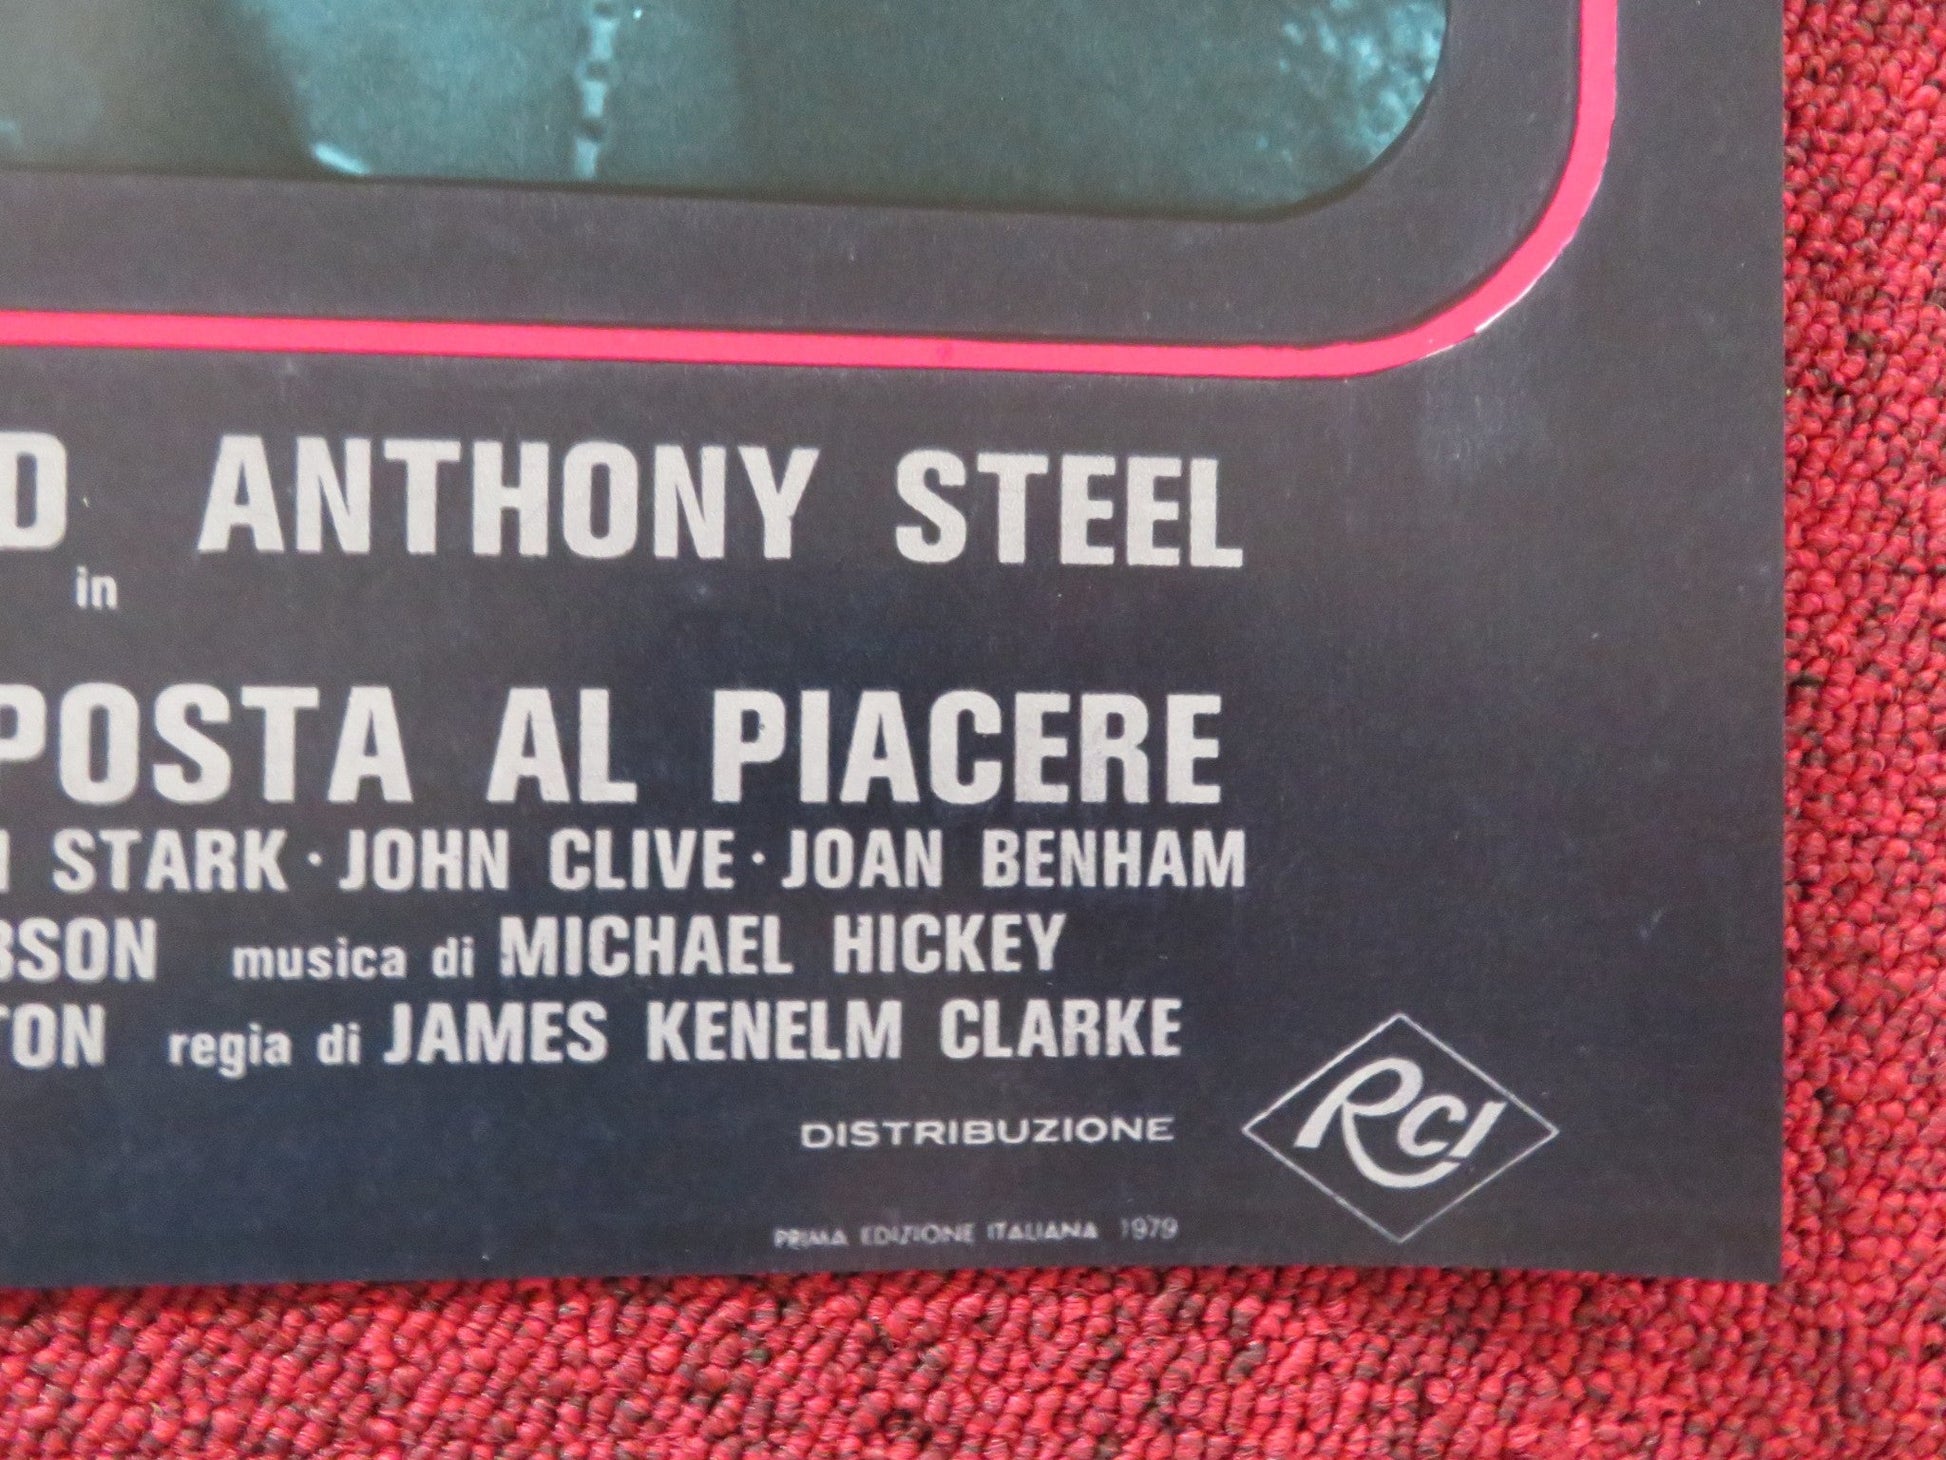 D ANTHONY STEEL
in
POSTA AL PIACERE
STARK · JOHN CLIVE · JOAN BENHAM
BSON musica di MICHAEL HICKEY
TON regia di JAMES KENELM CLARKE
DISTRIBUZIONE RCI
PRIMA EDIZIONE ITALIANA 1979